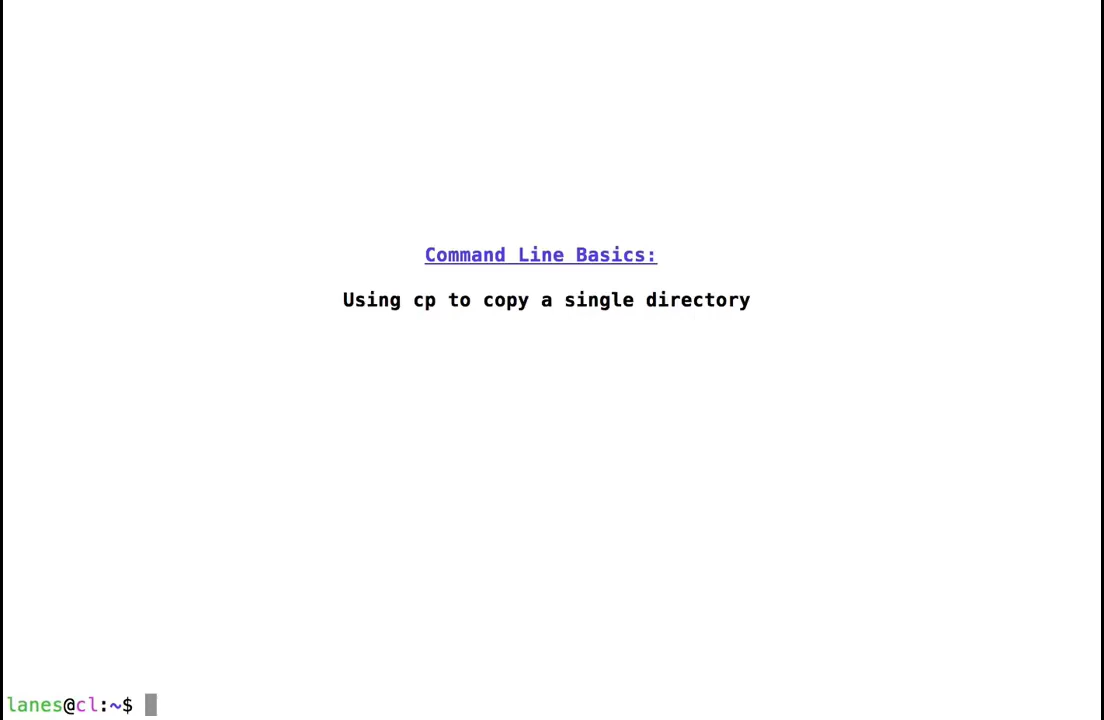 Command Line Basics:
Using cp to copy a single directory
lanes@cl:~$